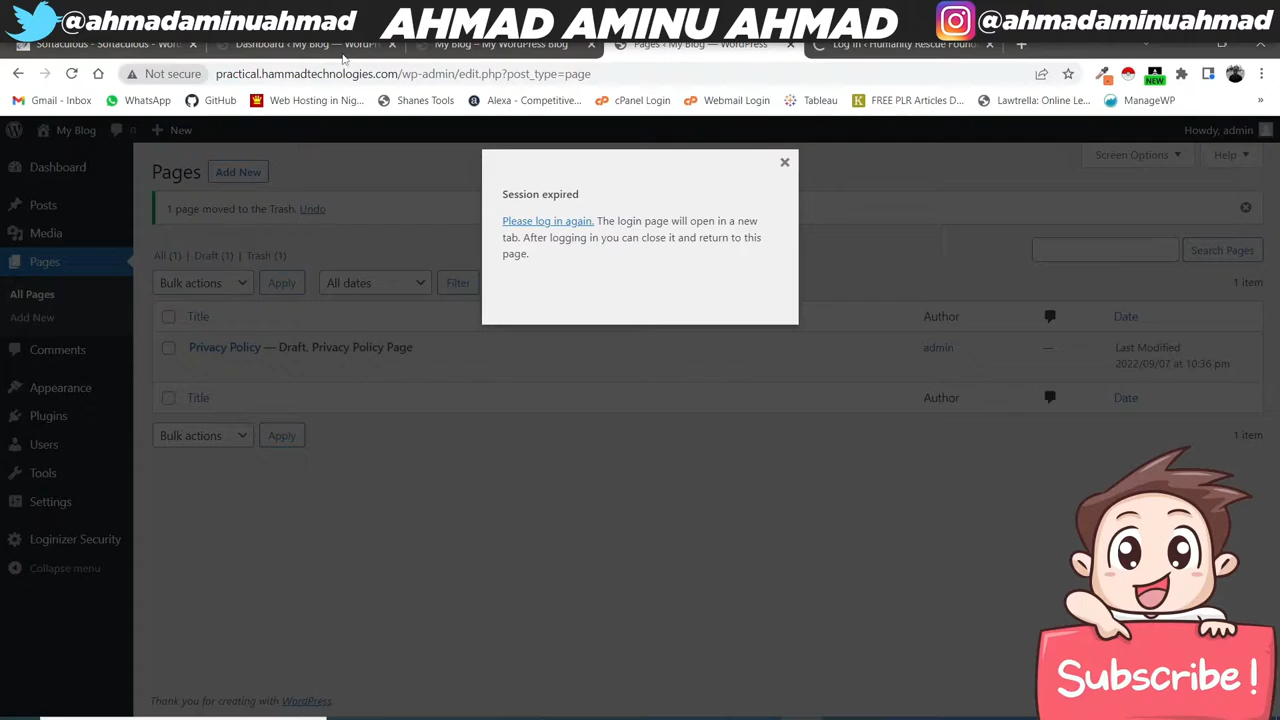 @ahmadaminuahmad
AHMAD AMINU AHMAD
@ahmadaminuahmad
Softaculous - Softaculous - W
Dashboard ‹ My Blog — WordP
My Blog – My WordPress Blog
Pages ‹ My Blog — WordPress
Log In ‹ Humanity Rescue Found
Not secure
practical.hammadtechnologies.com/wp-admin/edit.php?post_type=page
NEW
Gmail - Inbox
WhatsApp
GitHub
Web Hosting in Nig...
Shanes Tools
Alexa - Competitive...
cPanel Login
Webmail Login
Tableau
FREE PLR Articles D...
Lawtrella: Online Le...
ManageWP
»
My Blog
0
New
Howdy, admin
Dashboard
Posts
Media
Pages
All Pages
Add New
Comments
Appearance
Plugins
Users
Tools
Settings
Loginizer Security
Collapse menu
Pages
Add New
Screen Options
Help
1 page moved to the Trash. Undo
All (1) | Draft (1) | Trash (1)
Search Pages
Bulk actions
Apply
All dates
Filter
1 item
Title
Author
Date
Privacy Policy — Draft, Privacy Policy Page
admin
—
Last Modified
2022/09/07 at 10:36 pm
Title
Author
Date
Bulk actions
Apply
1 item
Session expired
Please log in again. The login page will open in a new
tab. After logging in you can close it and return to this
page.
Thank you for creating with WordPress.
Subscribe !